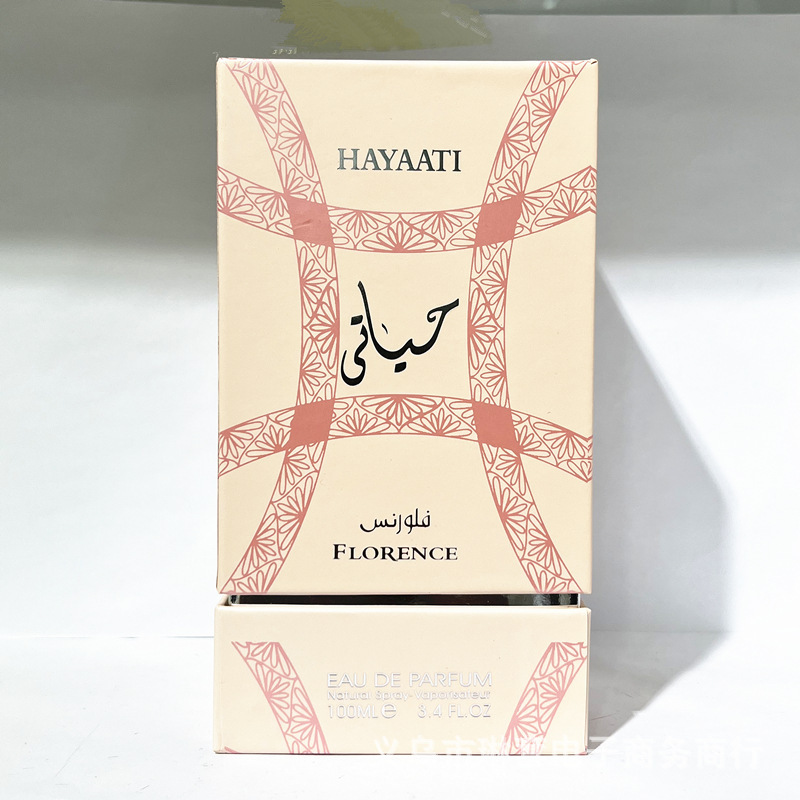 HAYAATI
حياتي
فلورنس
FLORENCE
EAU DE PARFUM
Natural Spray-Vaporisateur
100ML℮ 3.4 FL.OZ